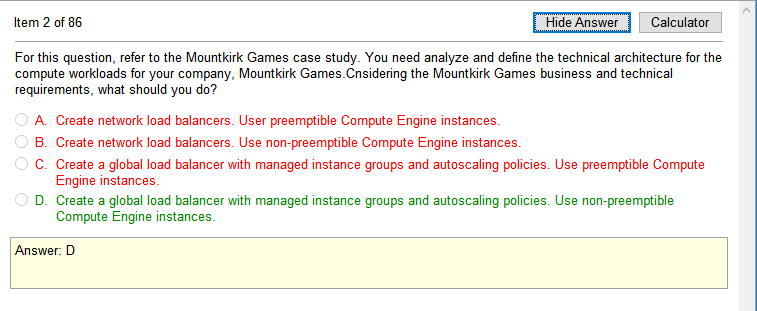 Item 2 of 86
Hide Answer
Calculator
For this question, refer to the Mountkirk Games case study. You need analyze and define the technical architecture for the
compute workloads for your company, Mountkirk Games.Cnsidering the Mountkirk Games business and technical
requirements, what should you do?
A. Create network load balancers. User preemptible Compute Engine instances.
B. Create network load balancers. Use non-preemptible Compute Engine instances.
C. Create a global load balancer with managed instance groups and autoscaling policies. Use preemptible Compute
Engine instances.
D. Create a global load balancer with managed instance groups and autoscaling policies. Use non-preemptible
Compute Engine instances.
Answer: D